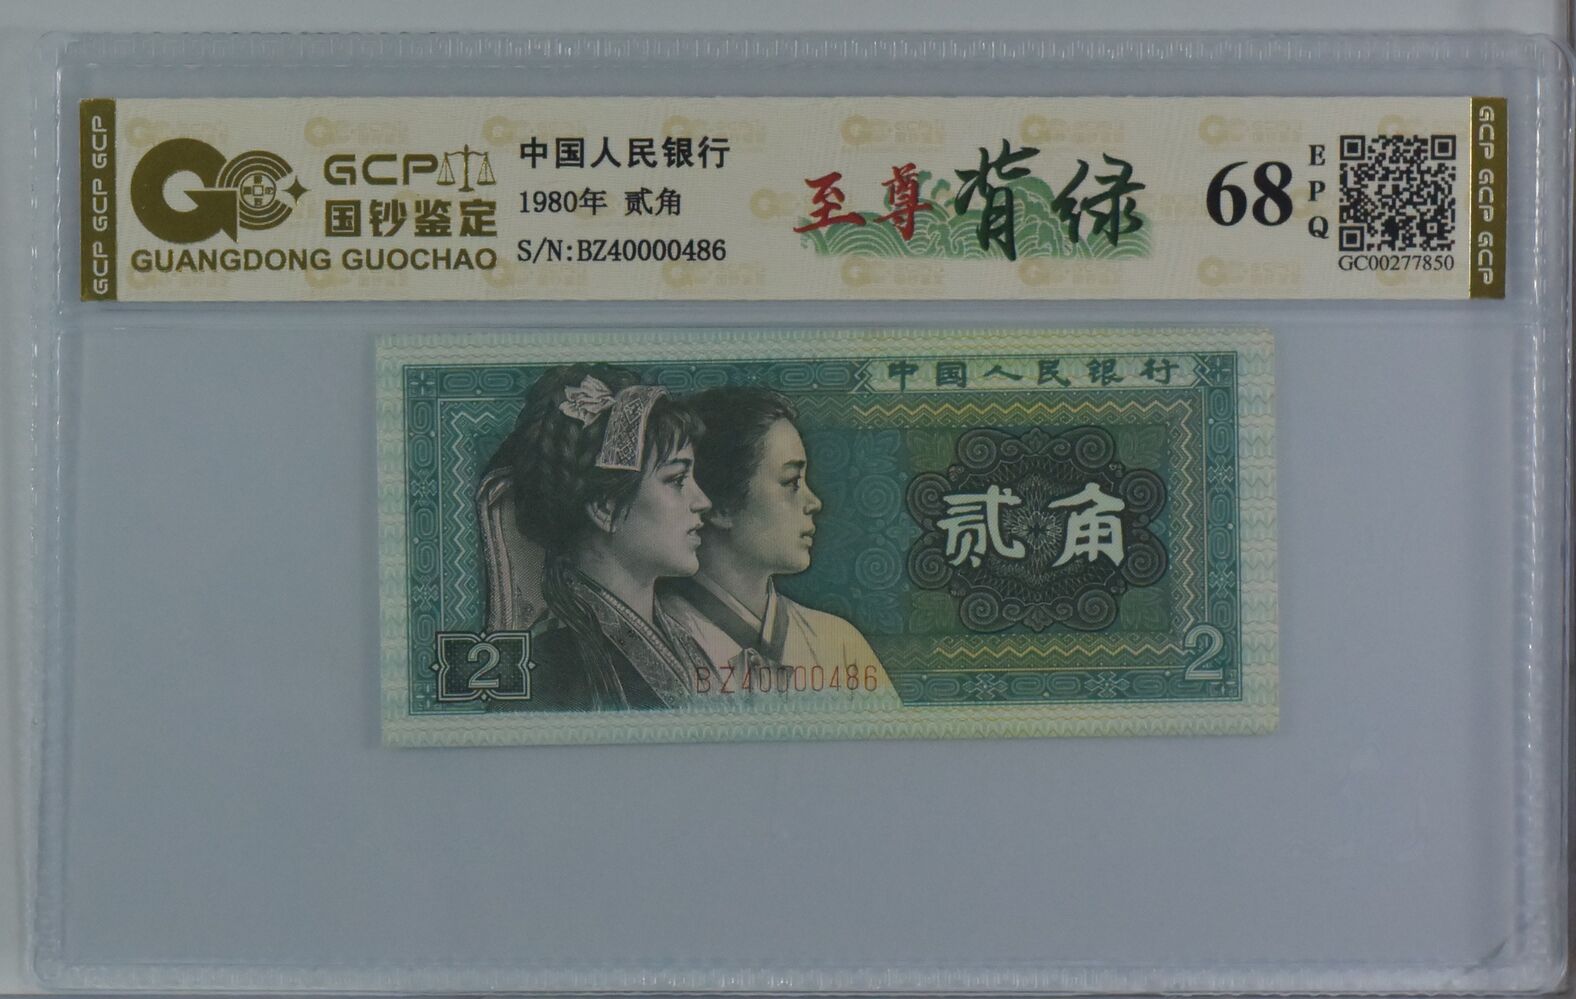 GCP
国钞鉴定
GUANGDONG GUOCHAO
中国人民银行
1980年 贰角
S/N:BZ40000486
至尊背绿
68
EPQ
GC00277850
GCP GCP GCP
GCP GCP GCP
中国人民银行
贰角
2
BZ40000486
2